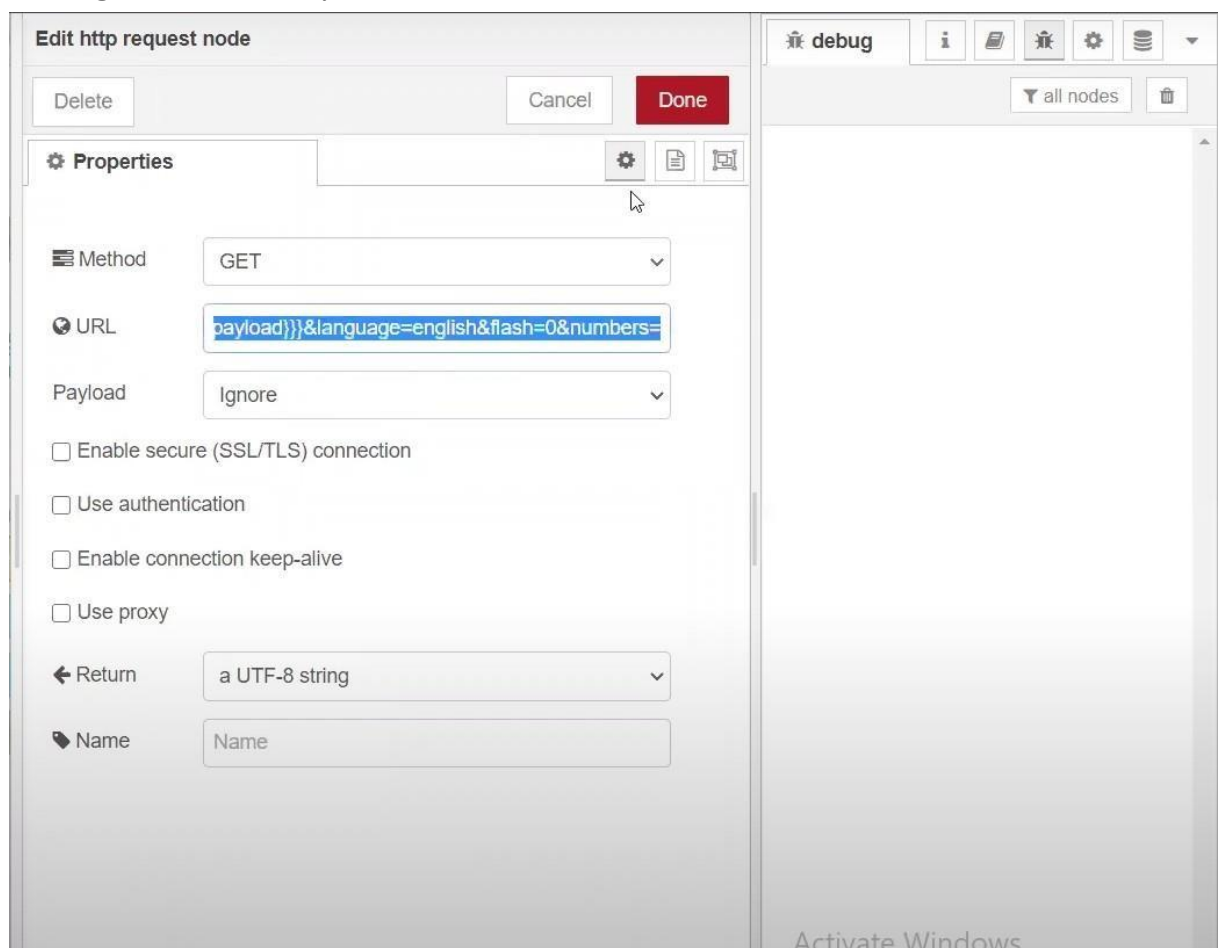 Edit http request node
debug
all nodes
Delete
Cancel
Done
Properties
Method
GET
URL
payload}}}&language=english&flash=0&numbers=
Payload
Ignore
Enable secure (SSL/TLS) connection
Use authentication
Enable connection keep-alive
Use proxy
Return
a UTF-8 string
Name
Name
Activate Windows